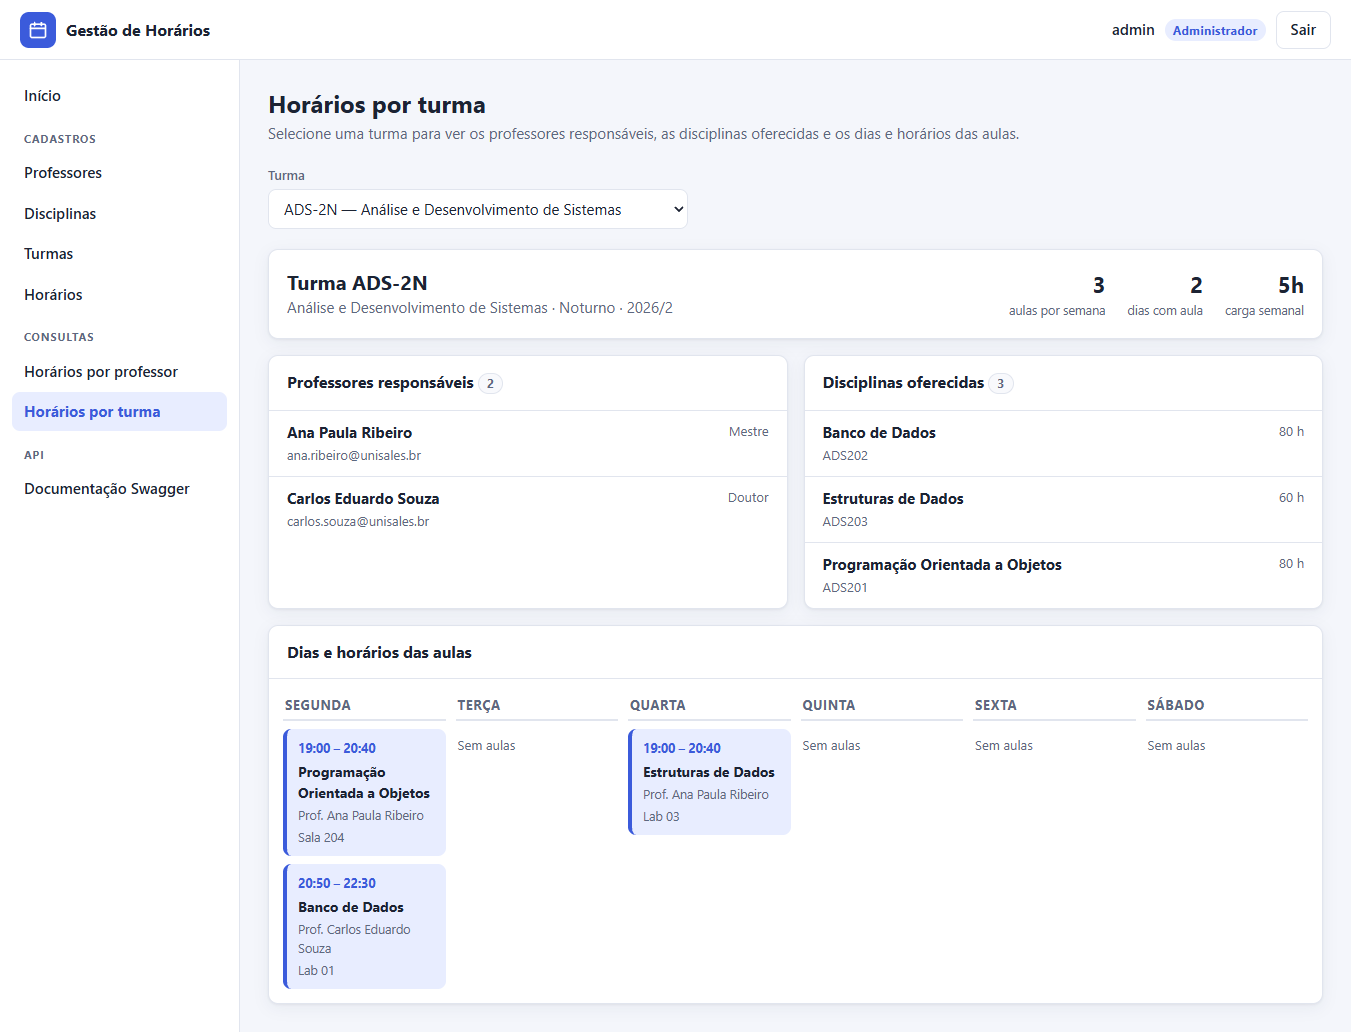 Gestão de Horários
admin Administrador Sair
Início
CADASTROS
Professores
Disciplinas
Turmas
Horários
CONSULTAS
Horários por professor
Horários por turma
API
Documentação Swagger
Horários por turma
Selecione uma turma para ver os professores responsáveis, as disciplinas oferecidas e os dias e horários das aulas.
Turma
ADS-2N — Análise e Desenvolvimento de Sistemas
Turma ADS-2N
Análise e Desenvolvimento de Sistemas · Noturno · 2026/2
3
aulas por semana
2
dias com aula
5h
carga semanal
Professores responsáveis 2
Ana Paula Ribeiro Mestre
ana.ribeiro@unisales.br
Carlos Eduardo Souza Doutor
carlos.souza@unisales.br
Disciplinas oferecidas 3
Banco de Dados 80 h
ADS202
Estruturas de Dados 60 h
ADS203
Programação Orientada a Objetos 80 h
ADS201
Dias e horários das aulas
SEGUNDA
19:00 – 20:40
Programação
Orientada a Objetos
Prof. Ana Paula Ribeiro
Sala 204
20:50 – 22:30
Banco de Dados
Prof. Carlos Eduardo
Souza
Lab 01
TERÇA
Sem aulas
QUARTA
19:00 – 20:40
Estruturas de Dados
Prof. Ana Paula Ribeiro
Lab 03
QUINTA
Sem aulas
SEXTA
Sem aulas
SÁBADO
Sem aulas